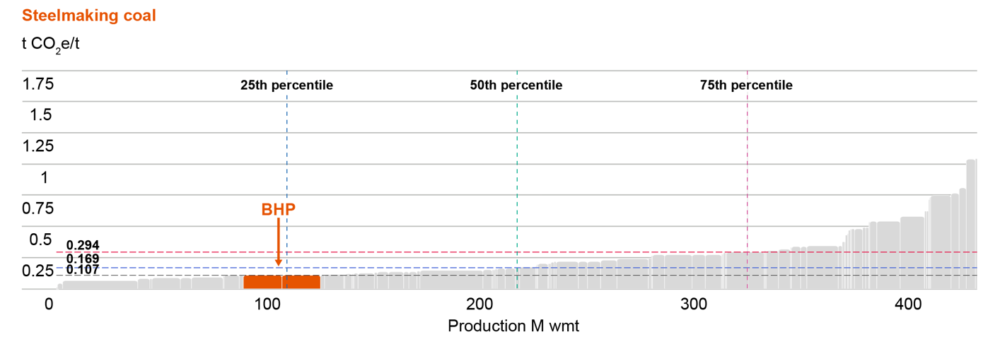 Steelmaking coal
t CO₂e/t
1.75
25th percentile
50th percentile
75th percentile
1.5
1.25
1
0.75
BHP
0.5
0.294
0.169
0.25
0.107
0
100
200
300
400
Production M wmt